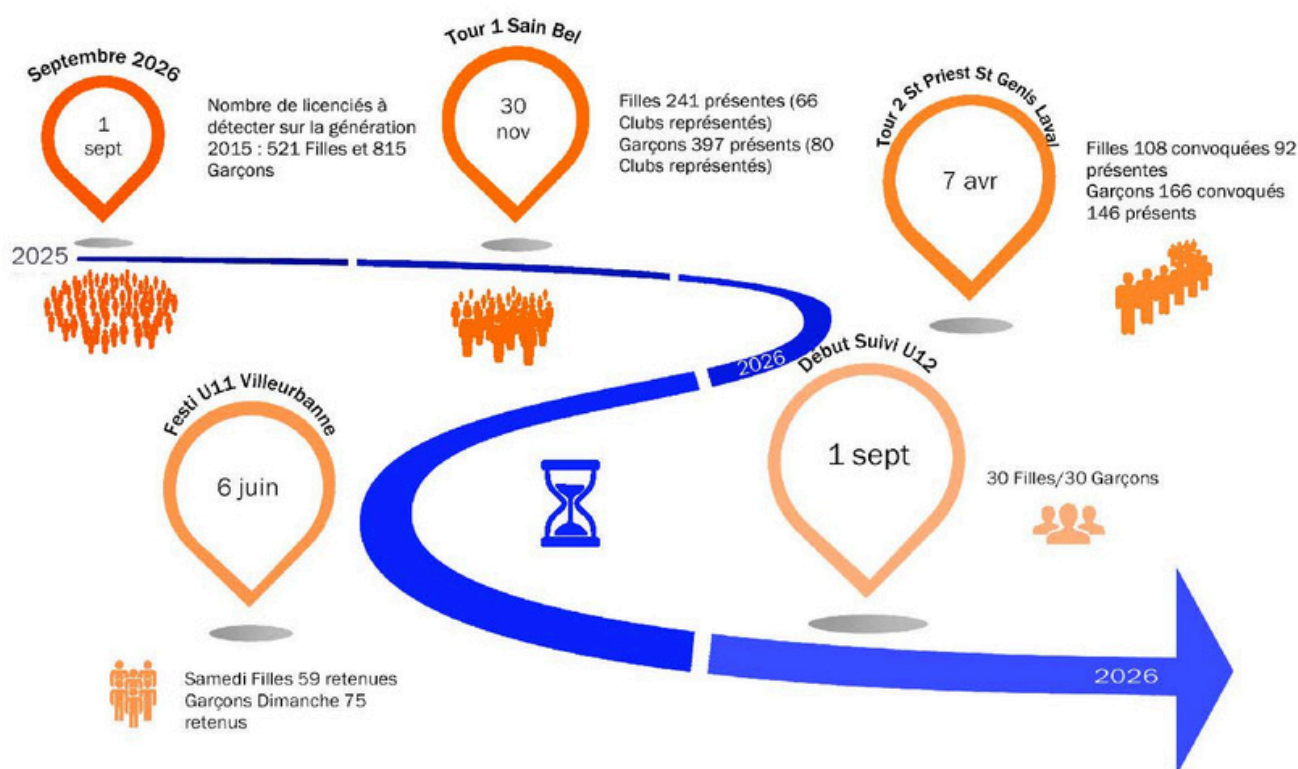 Septembre 2026
1
sept
Nombre de licenciés à
détecter sur la génération
2015 : 521 Filles et 815
Garçons
Tour 1 Sain Bel
30
nov
Filles 241 présentes (66
Clubs représentés)
Garçons 397 présents (80
Clubs représentés)
Tour 2 St Priest St Genis Laval
7 avr
Filles 108 convoquées 92
présentes
Garçons 166 convoqués
146 présents
2025
2026
Festi U11 Villeurbanne
6 juin
Samedi Filles 59 retenues
Garçons Dimanche 75
retenus
Début Suivi U12
1 sept
30 Filles/30 Garçons
2026